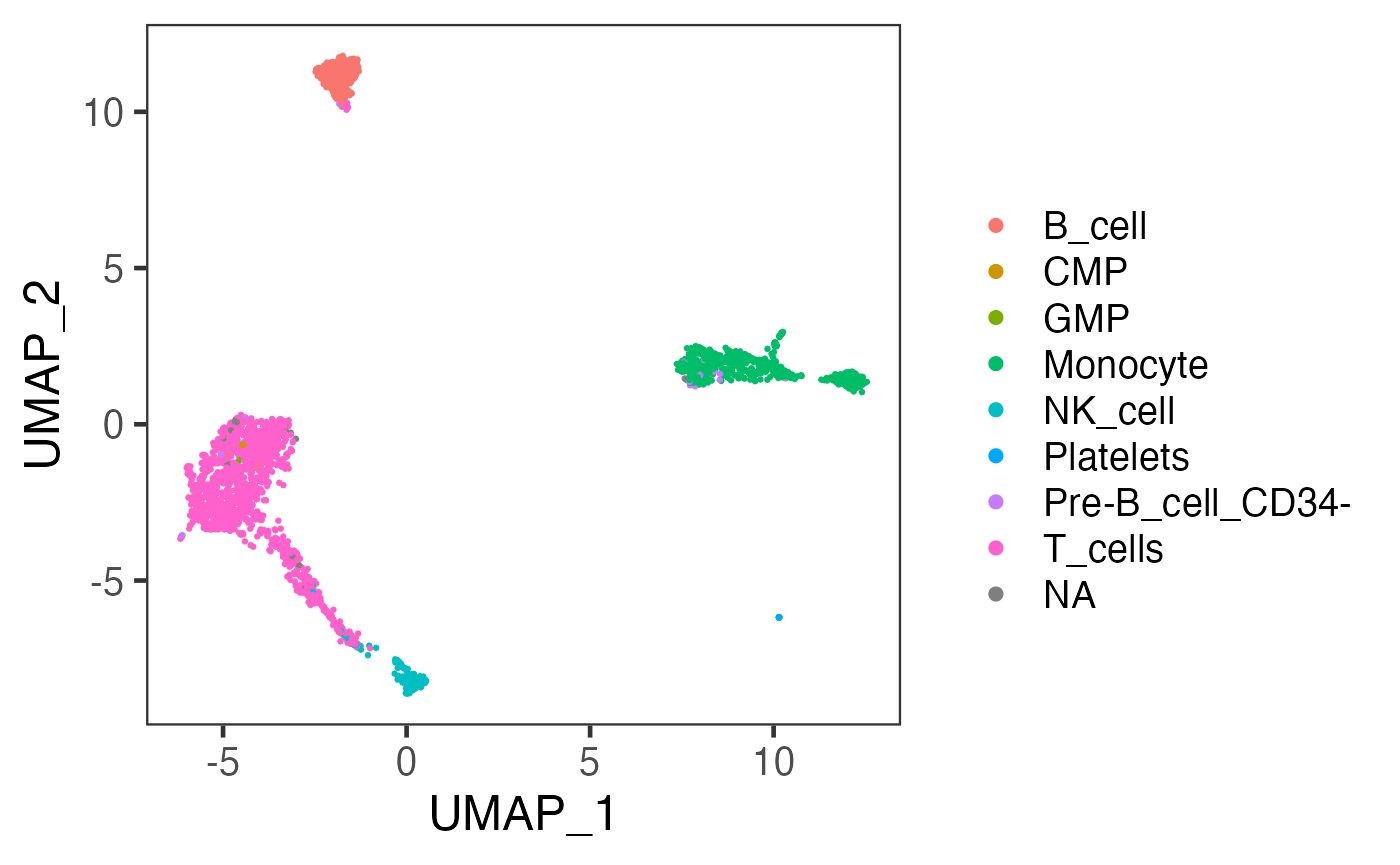 UMAP_2
10
5
0
-5
-5
0
5
10
UMAP_1
B_cell
CMP
GMP
Monocyte
NK_cell
Platelets
Pre-B_cell_CD34-
T_cells
NA